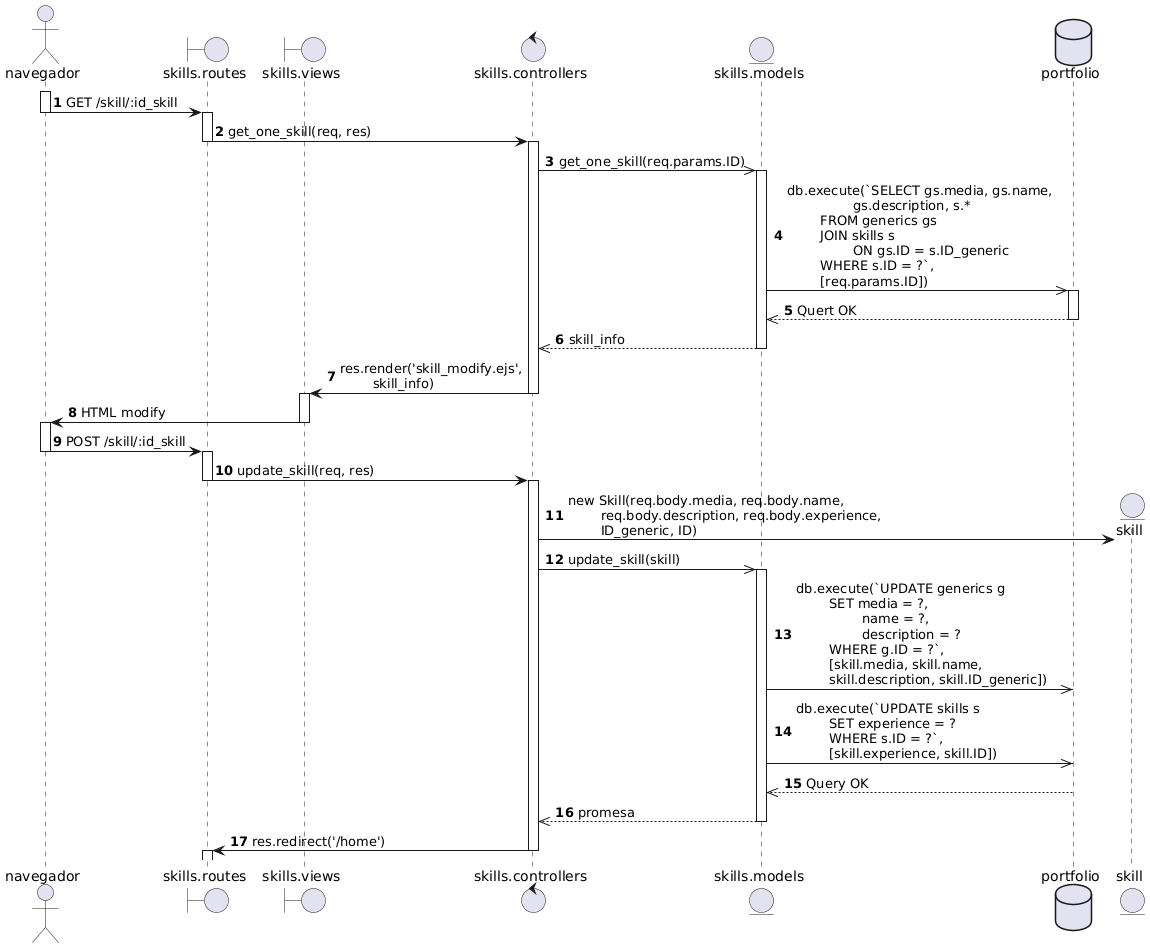 navegador
skills.routes
skills.views
skills.controllers
skills.models
portfolio
1 GET /skill/:id_skill
2 get_one_skill(req, res)
3 get_one_skill(req.params.ID)
4 db.execute(`SELECT gs.media, gs.name,
gs.description, s.*
FROM generics gs
JOIN skills s
ON gs.ID = s.ID_generic
WHERE s.ID = ?`,
[req.params.ID])
5 Quert OK
6 skill_info
7 res.render('skill_modify.ejs',
skill_info)
8 HTML modify
9 POST /skill/:id_skill
10 update_skill(req, res)
11 new Skill(req.body.media, req.body.name,
req.body.description, req.body.experience,
ID_generic, ID)
skill
12 update_skill(skill)
13 db.execute(`UPDATE generics g
SET media = ?,
name = ?,
description = ?
WHERE g.ID = ?`,
[skill.media, skill.name,
skill.description, skill.ID_generic])
14 db.execute(`UPDATE skills s
SET experience = ?
WHERE s.ID = ?`,
[skill.experience, skill.ID])
15 Query OK
16 promesa
17 res.redirect('/home')
navegador
skills.routes
skills.views
skills.controllers
skills.models
portfolio
skill